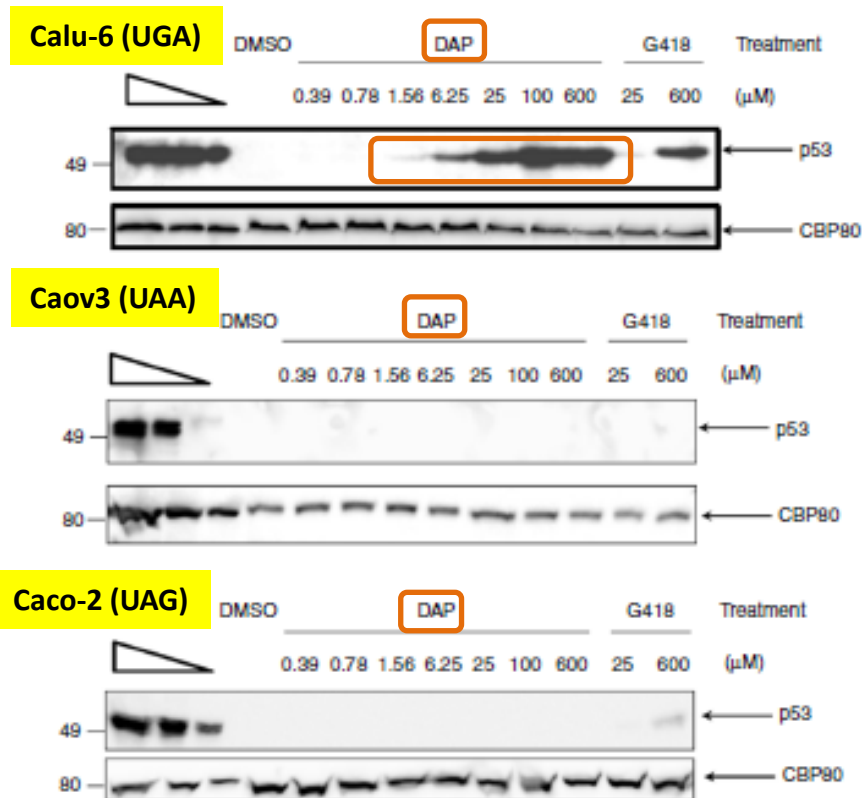 Calu-6 (UGA)
DMSO DAP G418 Treatment
0.39 0.78 1.56 6.25 25 100 600 25 600 (µM)
49 p53
80 CBP80
Caov3 (UAA)
DMSO DAP G418 Treatment
0.39 0.78 1.56 6.25 25 100 600 25 600 (µM)
49 p53
80 CBP80
Caco-2 (UAG)
DMSO DAP G418 Treatment
0.39 0.78 1.56 6.25 25 100 600 25 600 (µM)
49 p53
80 CBP80